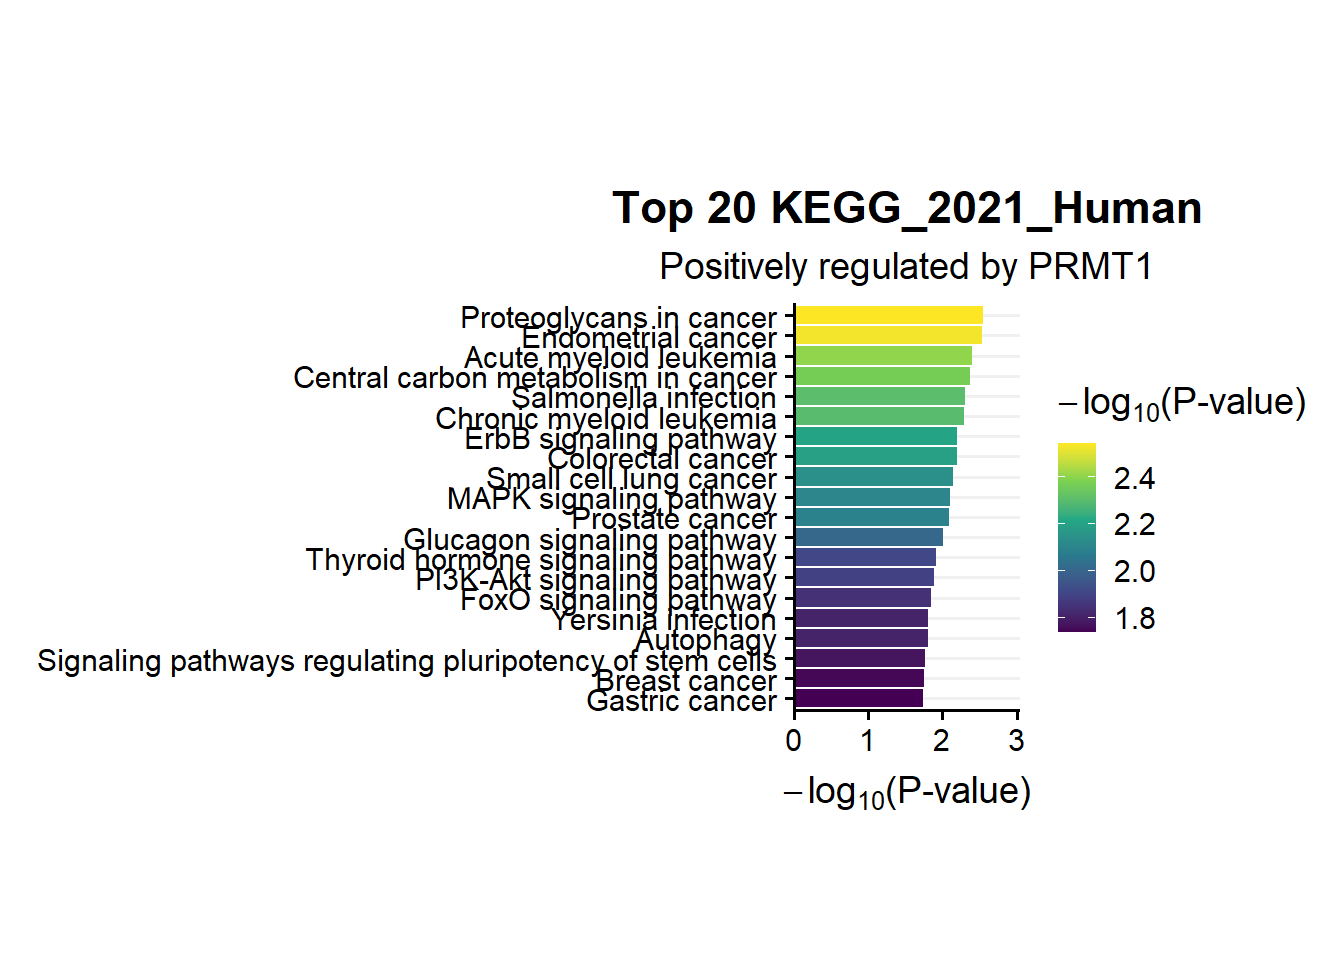 Top 20 KEGG_2021_Human
Positively regulated by PRMT1
Proteoglycans in cancer
Endometrial cancer
Acute myeloid leukemia
Central carbon metabolism in cancer
Salmonella infection
Chronic myeloid leukemia
ErbB signaling pathway
Colorectal cancer
Small cell lung cancer
MAPK signaling pathway
Prostate cancer
Glucagon signaling pathway
Thyroid hormone signaling pathway
PI3K-Akt signaling pathway
FoxO signaling pathway
Yersinia infection
Autophagy
Signaling pathways regulating pluripotency of stem cells
Breast cancer
Gastric cancer
0 1 2 3
−log₁₀(P-value)
−log₁₀(P-value)
2.4
2.2
2.0
1.8